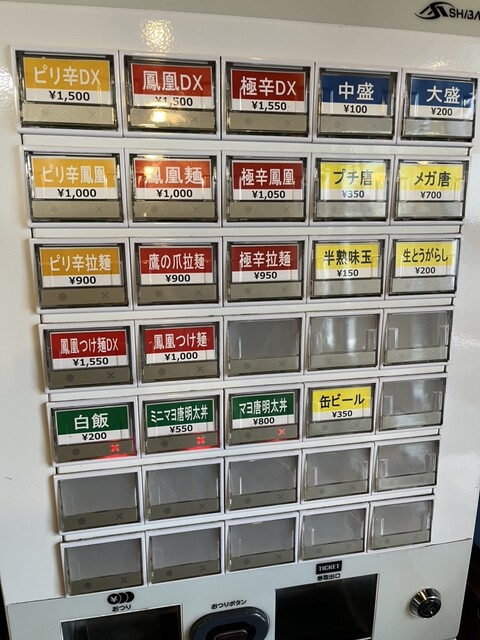 SHIBA
ピリ辛DX
¥1,500
鳳凰DX
¥1,500
極辛DX
¥1,550
中盛
¥100
大盛
¥200
ピリ辛鳳凰
¥1,000
鳳凰麺
¥1,000
極辛鳳凰
¥1,050
プチ唐
¥350
メガ唐
¥700
ピリ辛拉麺
¥900
鷹の爪拉麺
¥900
極辛拉麺
¥950
半熟味玉
¥150
生とうがらし
¥200
鳳凰つけ麺DX
¥1,550
鳳凰つけ麺
¥1,000
白飯
¥200
ミニマヨ唐明太丼
¥550
マヨ唐明太丼
¥800
缶ビール
¥350
おつり
おつりボタン
TICKET
券取出口